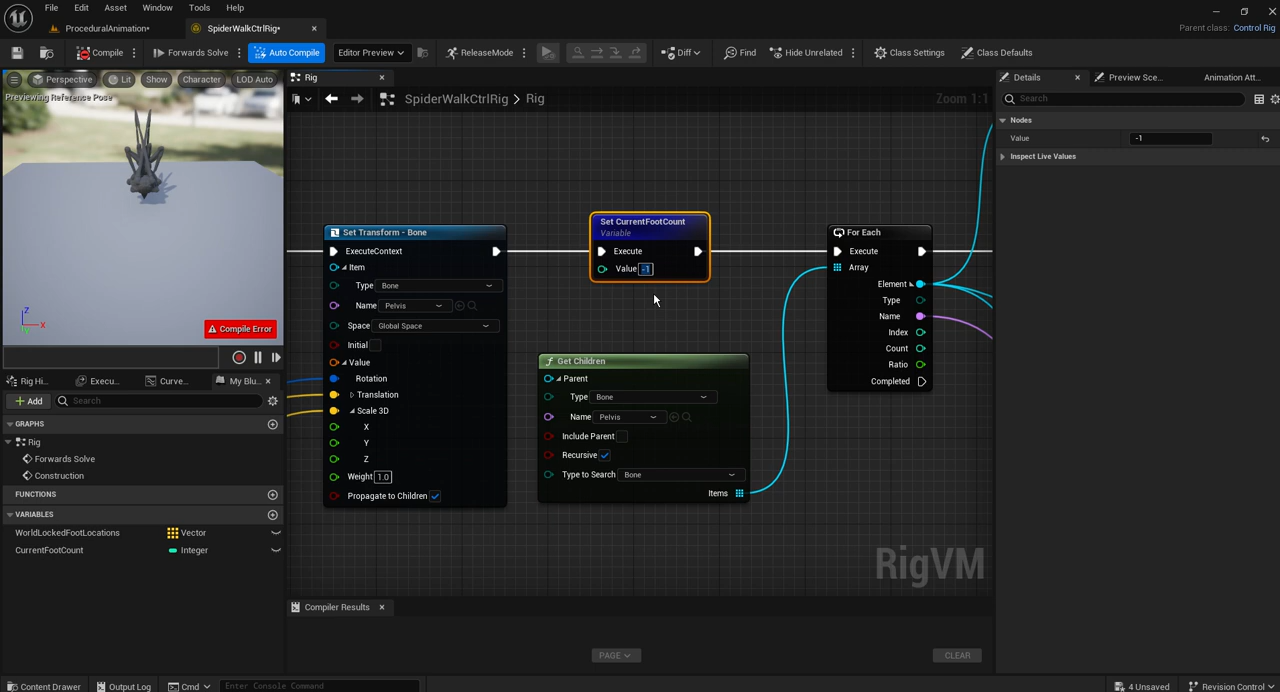 File Edit Asset Window Tools Help
ProceduralAnimation*
SpiderWalkCtrlRig*
Parent class: Control Rig
Compile
Forwards Solve
Auto Compile
Editor Preview
ReleaseMode
Diff
Find
Hide Unrelated
Class Settings
Class Defaults
Perspective
Lit
Show
Character
LOD Auto
Previewing Reference Pose
Z
X
Compile Error
Rig
SpiderWalkCtrlRig > Rig
Zoom 1:1
Set Transform - Bone
ExecuteContext
Item
Type Bone
Name Pelvis
Space Global Space
Initial
Value
Rotation
Translation
Scale 3D
X
Y
Z
Weight 1.0
Propagate to Children
Set CurrentFootCount
Variable
Execute
Value -1
Get Children
Parent
Type Bone
Name Pelvis
Include Parent
Recursive
Type to Search Bone
Items
For Each
Execute
Array
Element
Type
Name
Index
Count
Ratio
Completed
RigVM
Details
Preview Sce...
Animation Att...
Search
Nodes
Value -1
Inspect Live Values
Rig Hi...
Execu...
Curve...
My Blu...
Add
Search
GRAPHS
Rig
Forwards Solve
Construction
FUNCTIONS
VARIABLES
WorldLockedFootLocations Vector
CurrentFootCount Integer
Compiler Results
PAGE
CLEAR
Content Drawer
Output Log
Cmd
Enter Console Command
4 Unsaved
Revision Control